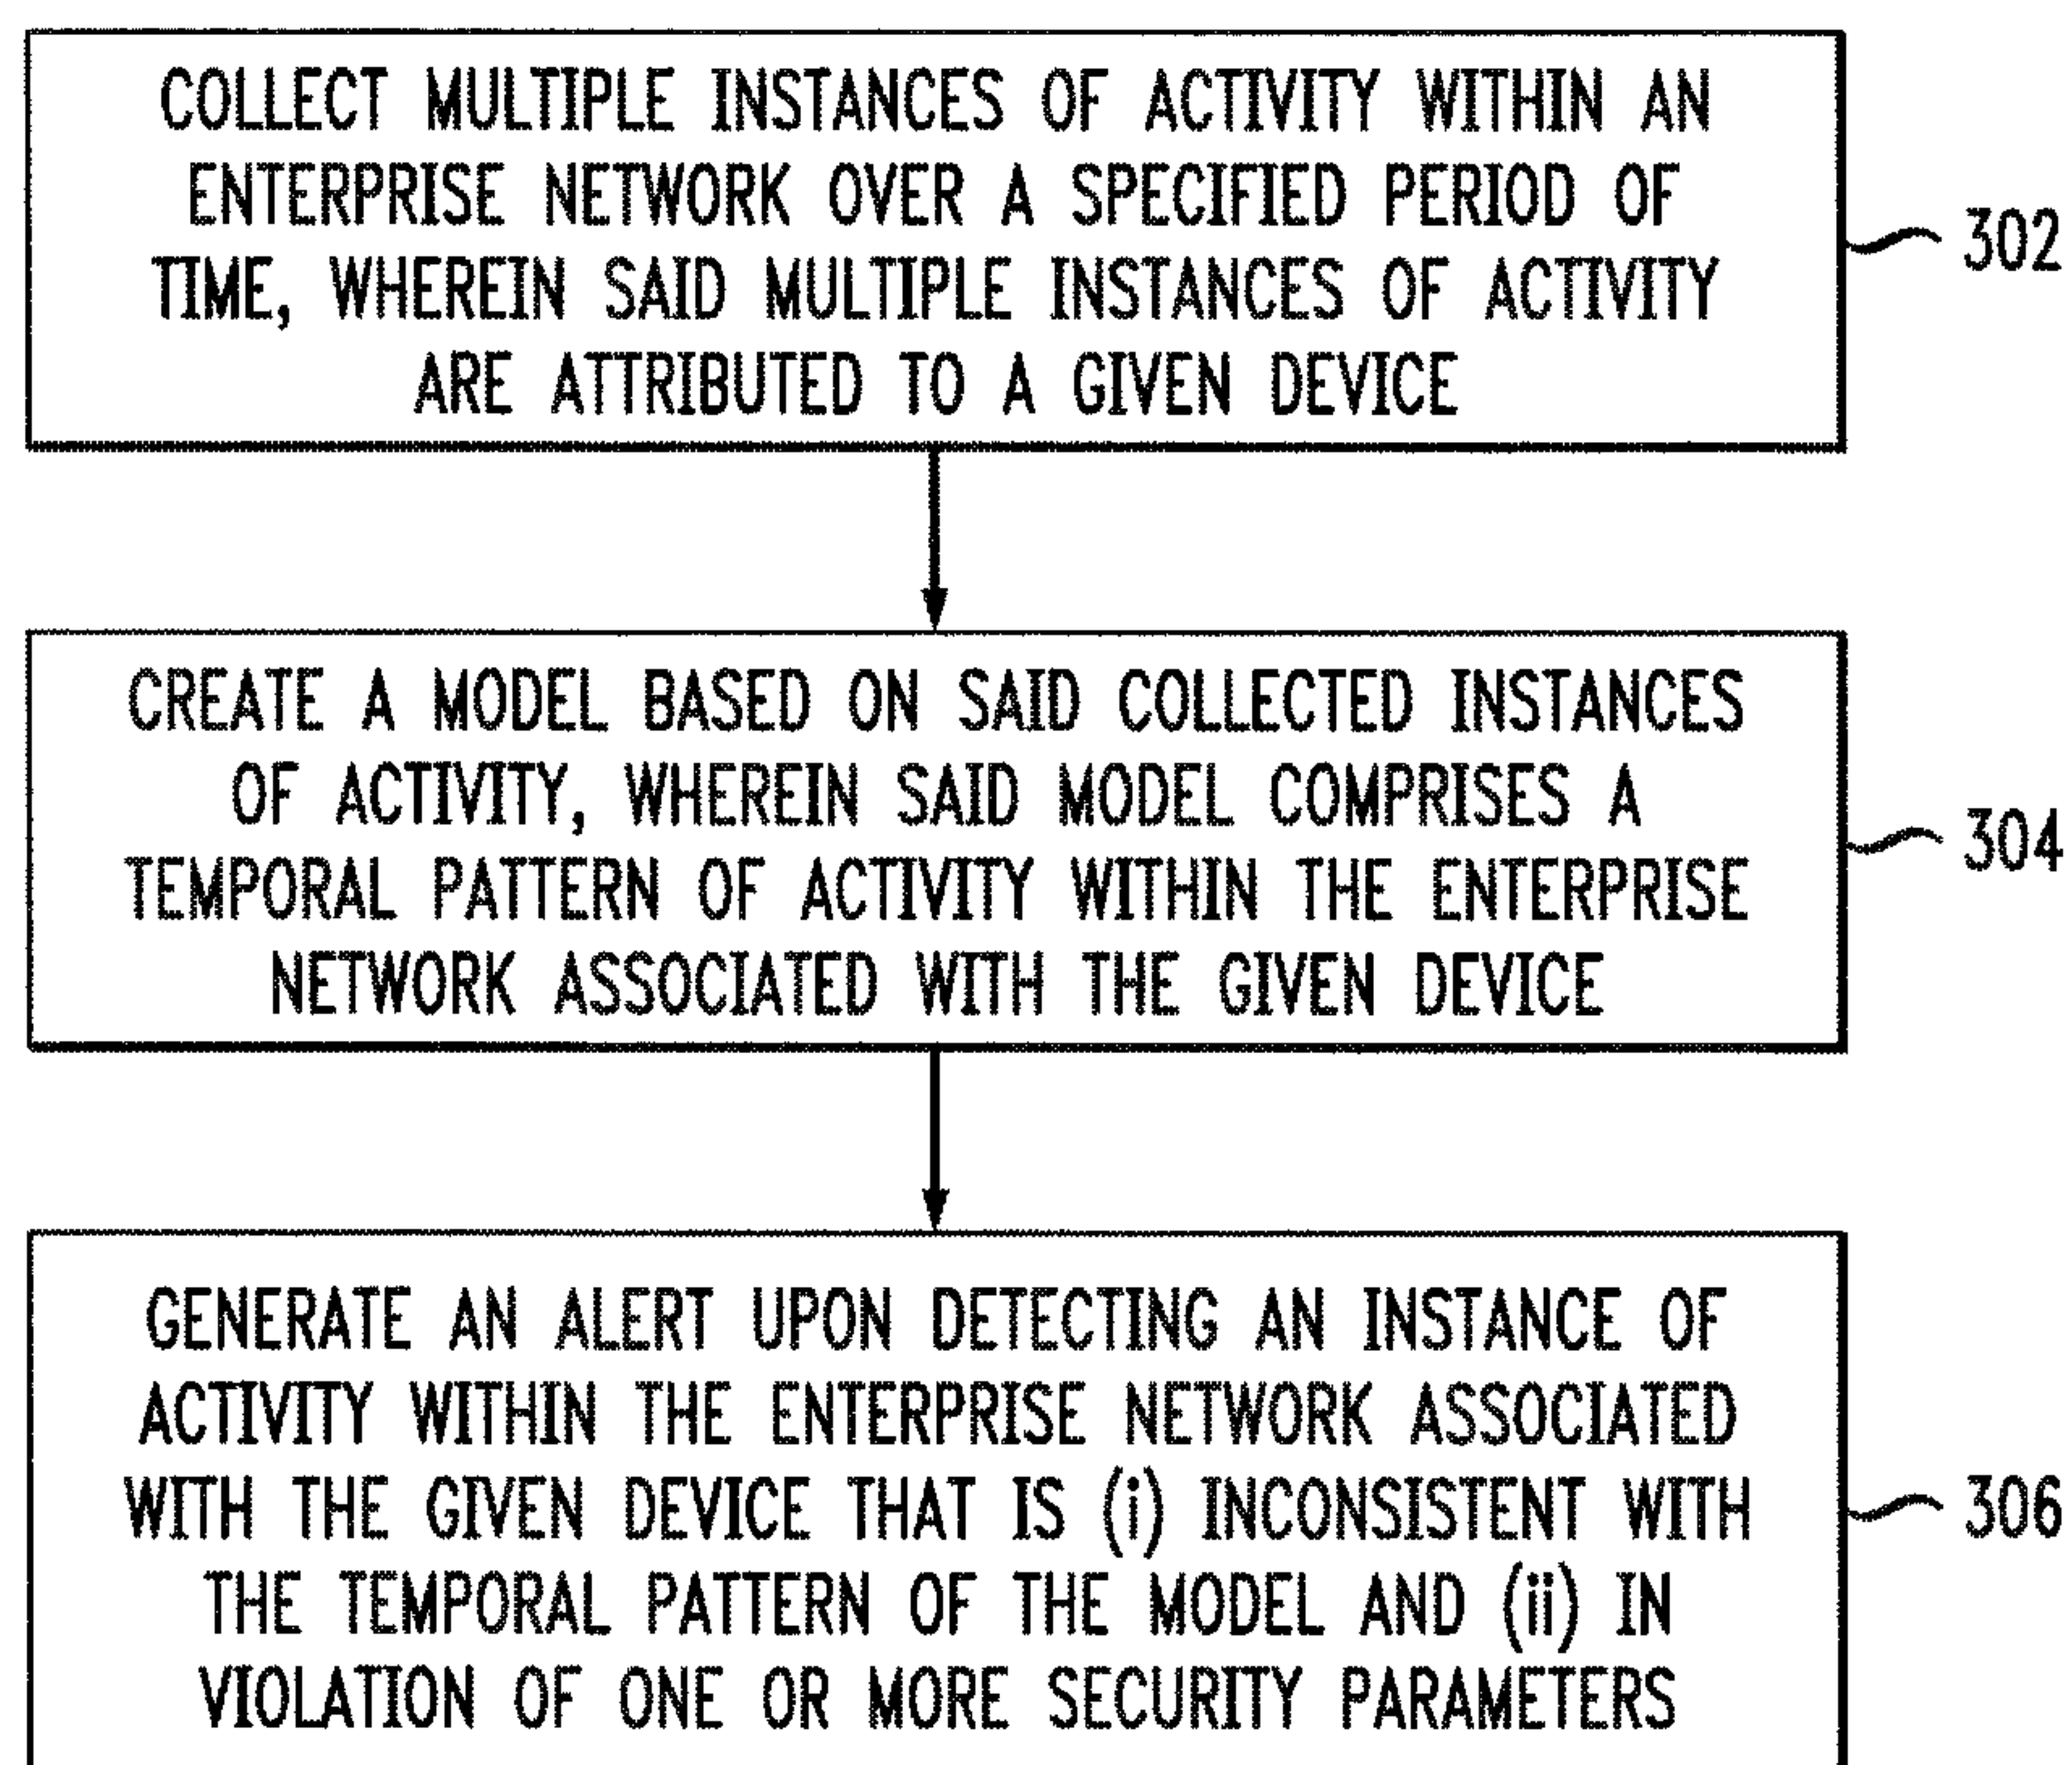 COLLECT MULTIPLE INSTANCES OF ACTIVITY WITHIN AN
ENTERPRISE NETWORK OVER A SPECIFIED PERIOD OF
TIME, WHEREIN SAID MULTIPLE INSTANCES OF ACTIVITY
ARE ATTRIBUTED TO A GIVEN DEVICE
302
CREATE A MODEL BASED ON SAID COLLECTED INSTANCES
OF ACTIVITY, WHEREIN SAID MODEL COMPRISES A
TEMPORAL PATTERN OF ACTIVITY WITHIN THE ENTERPRISE
NETWORK ASSOCIATED WITH THE GIVEN DEVICE
304
GENERATE AN ALERT UPON DETECTING AN INSTANCE OF
ACTIVITY WITHIN THE ENTERPRISE NETWORK ASSOCIATED
WITH THE GIVEN DEVICE THAT IS (i) INCONSISTENT WITH
THE TEMPORAL PATTERN OF THE MODEL AND (ii) IN
VIOLATION OF ONE OR MORE SECURITY PARAMETERS
306